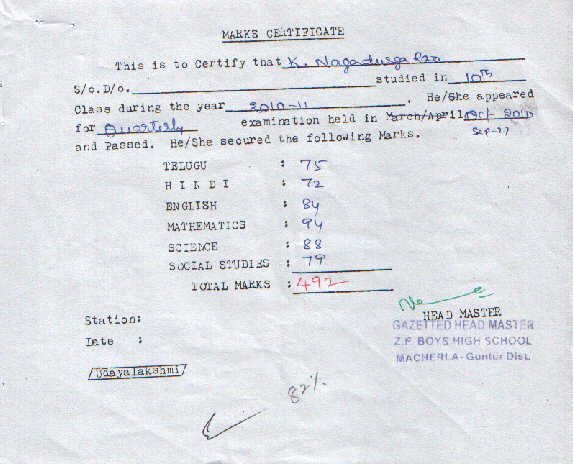 MARKS CERTIFICATE
This is to Certify that K. Nagadurga Rao
S/o.D/o. studied in 10th
Class during the year 2010-11. He/She appeared
for Quarterly examination held in March/April
Sep-27
and Passed. He/She secured the following Marks.
TELUGU : 75
HINDI : 72
ENGLISH : 84
MATHEMATICS : 94
SCIENCE : 88
SOCIAL STUDIES : 79
TOTAL MARKS : 492
HEAD MASTER
GAZETTED HEAD MASTER
Z.P. BOYS HIGH SCHOOL
MACHERLA - Guntur Dist.
Station:
Date :
/Udayalakshmi/
82%